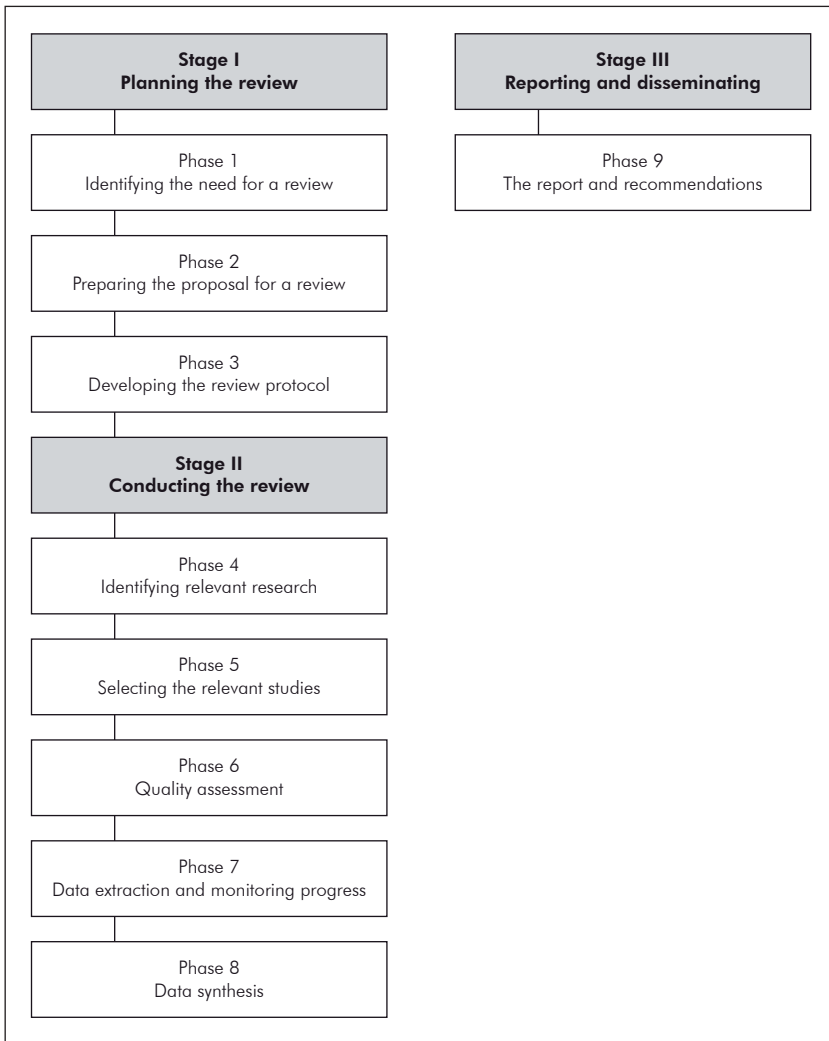 Stage I
Planning the review
Phase 1
Identifying the need for a review
Phase 2
Preparing the proposal for a review
Phase 3
Developing the review protocol
Stage II
Conducting the review
Phase 4
Identifying relevant research
Phase 5
Selecting the relevant studies
Phase 6
Quality assessment
Phase 7
Data extraction and monitoring progress
Phase 8
Data synthesis
Stage III
Reporting and disseminating
Phase 9
The report and recommendations